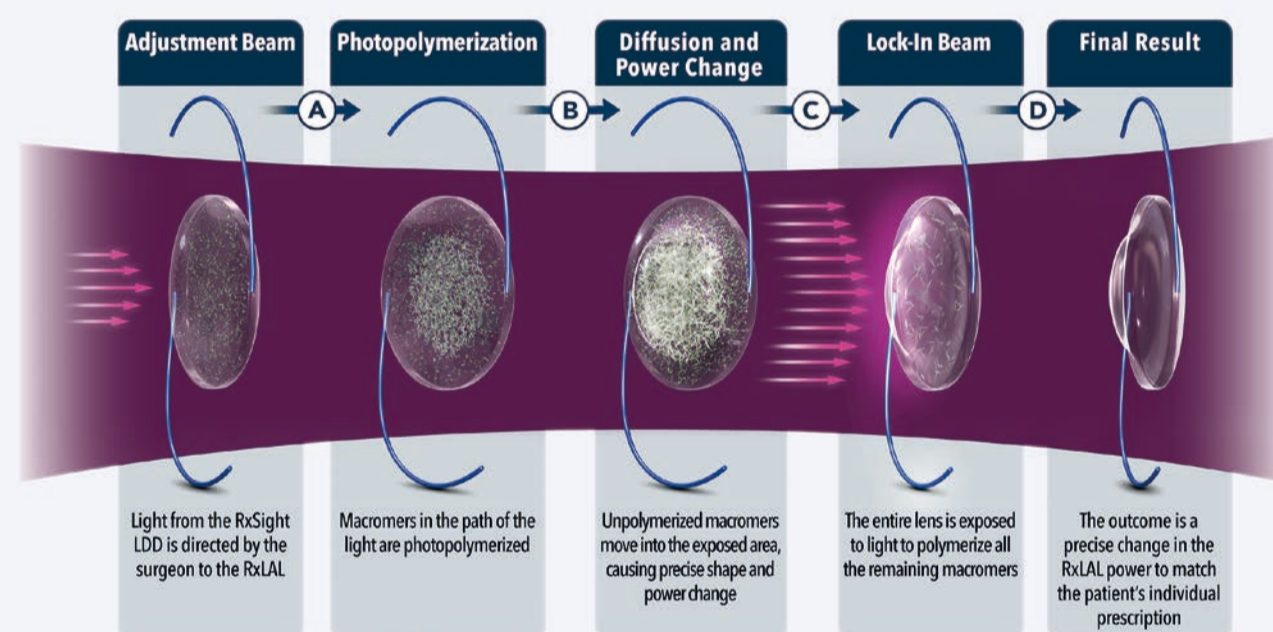 Adjustment Beam
A
Photopolymerization
B
Diffusion and
Power Change
C
Lock-In Beam
D
Final Result
Light from the RxSight
LDD is directed by the
surgeon to the RxLAL
Macromers in the path of the
light are photopolymerized
Unpolymerized macromers
move into the exposed area,
causing precise shape and
power change
The entire lens is exposed
to light to polymerize all
the remaining macromers
The outcome is a
precise change in the
RxLAL power to match
the patient's individual
prescription